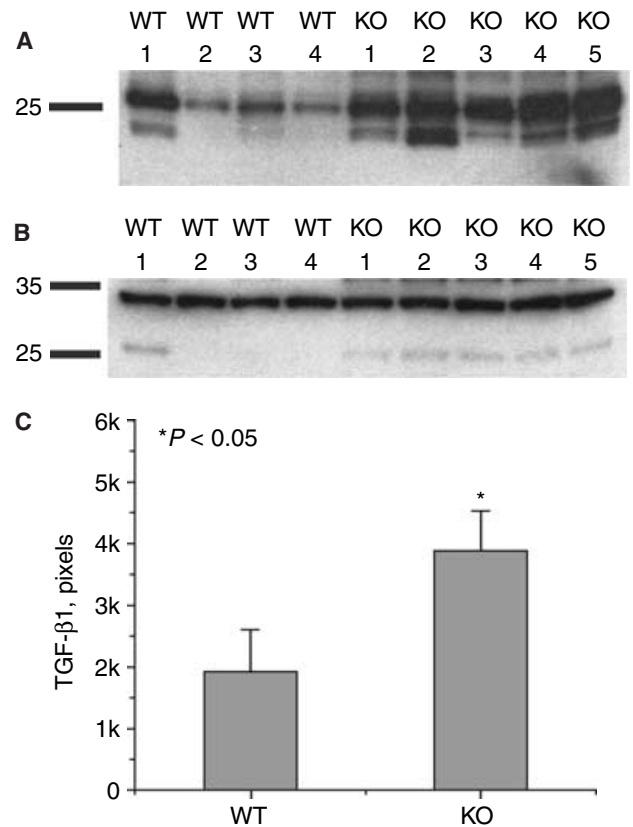 A
WT WT WT WT KO KO KO KO KO
1 2 3 4 1 2 3 4 5
25
B
WT WT WT WT KO KO KO KO KO
1 2 3 4 1 2 3 4 5
35
25
C
6k
*P < 0.05
5k
*
4k
3k
2k
1k
0
TGF-β1, pixels
WT KO